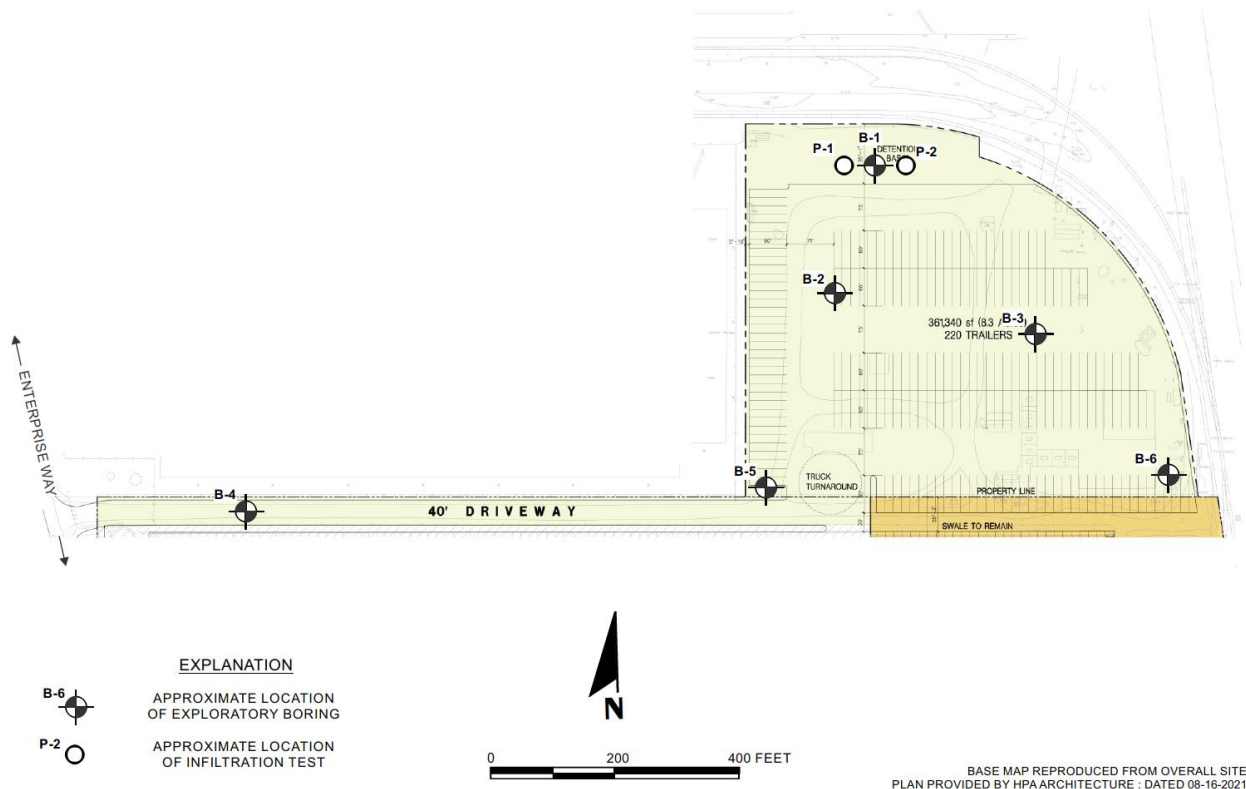 B-1
P-1
P-2
DETENTION
B-2
B-3
361,340 sf (8.3
220 TRAILERS
B-5
TRUCK
TURNAROUND
B-6
PROPERTY LINE
B-4
40' DRIVEWAY
SWALE TO REMAIN
ENTERPRISE WAY
EXPLANATION
B-6
APPROXIMATE LOCATION
OF EXPLORATORY BORING
P-2
APPROXIMATE LOCATION
OF INFILTRATION TEST
N
0 200 400 FEET
BASE MAP REPRODUCED FROM OVERALL SITE
PLAN PROVIDED BY HPA ARCHITECTURE : DATED 08-16-2021